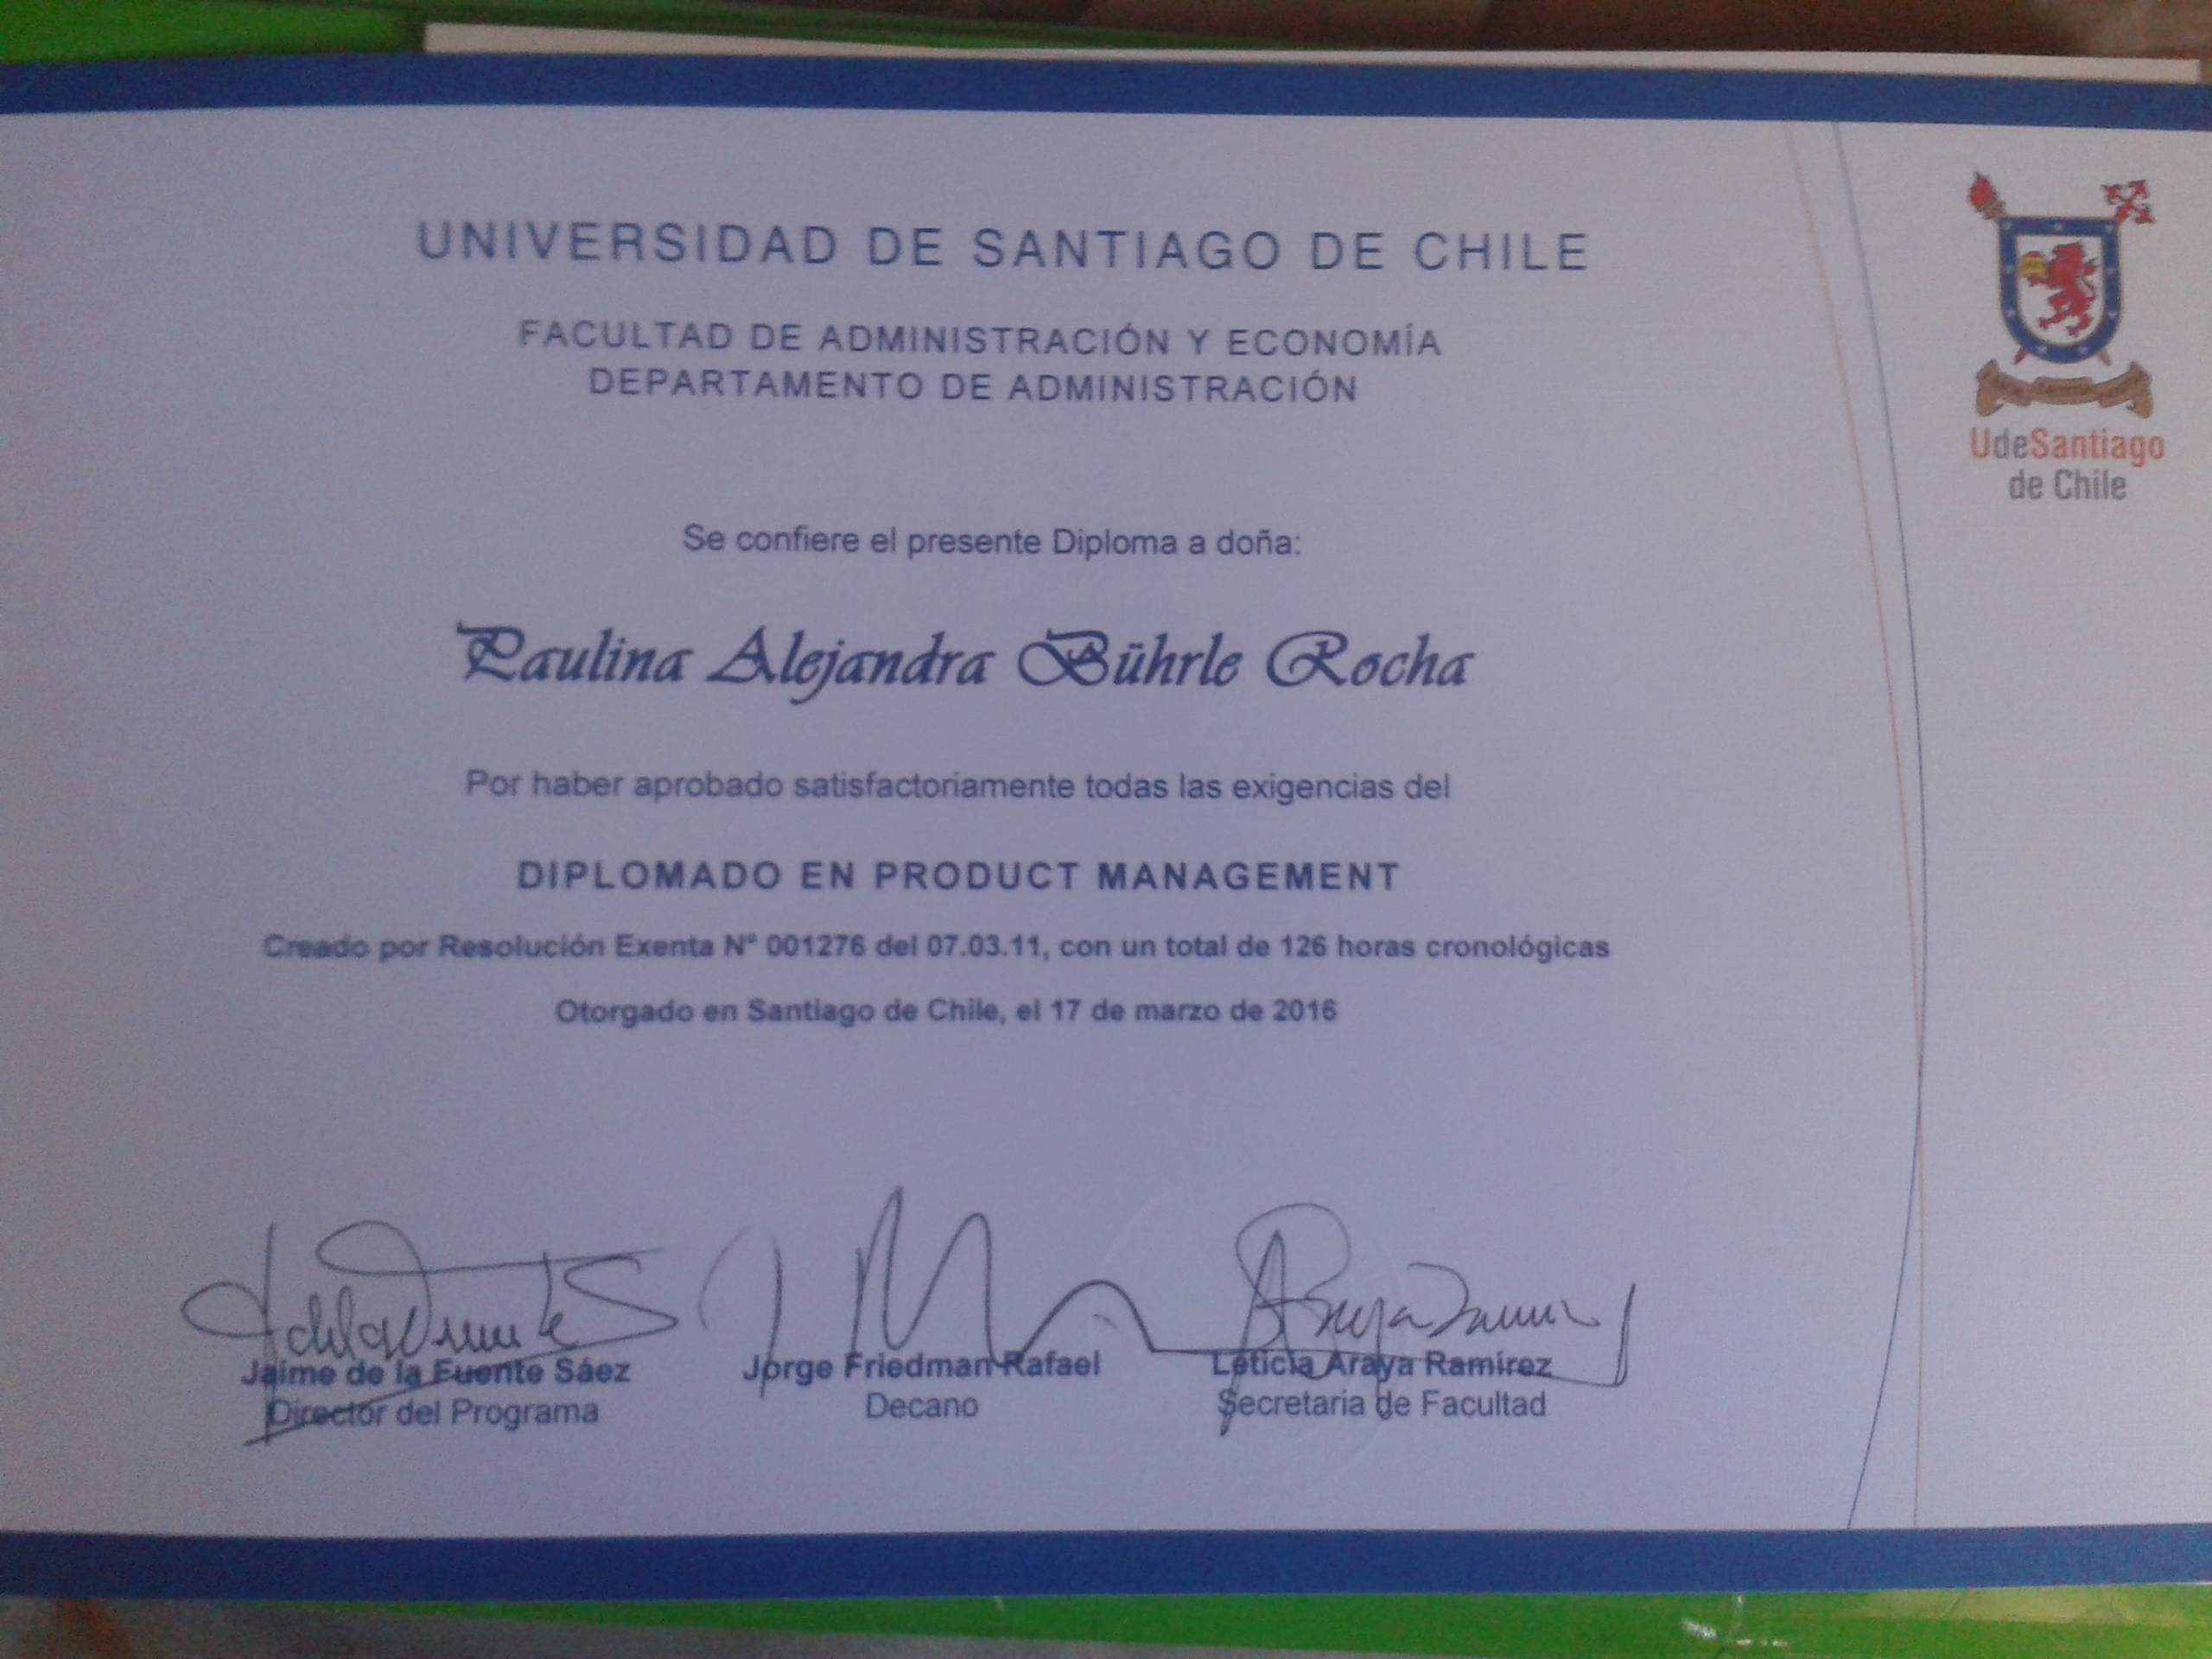 UNIVERSIDAD DE SANTIAGO DE CHILE
FACULTAD DE ADMINISTRACIÓN Y ECONOMÍA
DEPARTAMENTO DE ADMINISTRACIÓN
UdeSantiago
de Chile
Se confiere el presente Diploma a doña:
Paulina Alejandra Bührle Rocha
Por haber aprobado satisfactoriamente todas las exigencias del
DIPLOMADO EN PRODUCT MANAGEMENT
Creado por Resolución Exenta N° 001276 del 07.03.11, con un total de 126 horas cronológicas
Otorgado en Santiago de Chile, el 17 de marzo de 2016
Jaime de la Fuente Sáez
Director del Programa
Jorge Friedman Rafael
Decano
Leticia Araya Ramírez
Secretaria de Facultad